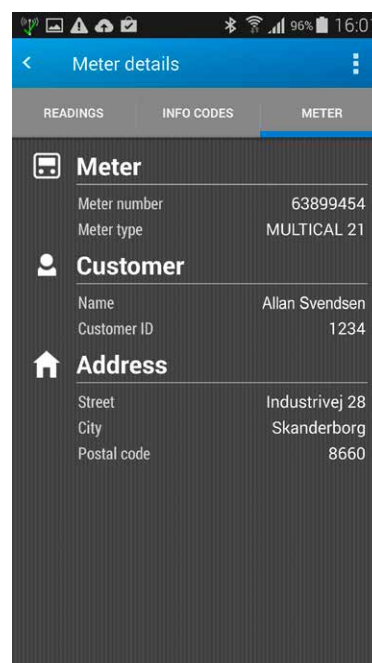 96% 16:0
Meter details
READINGS INFO CODES METER
Meter
Meter number 63899454
Meter type MULTICAL 21
Customer
Name Allan Svendsen
Customer ID 1234
Address
Street Industrivej 28
City Skanderborg
Postal code 8660